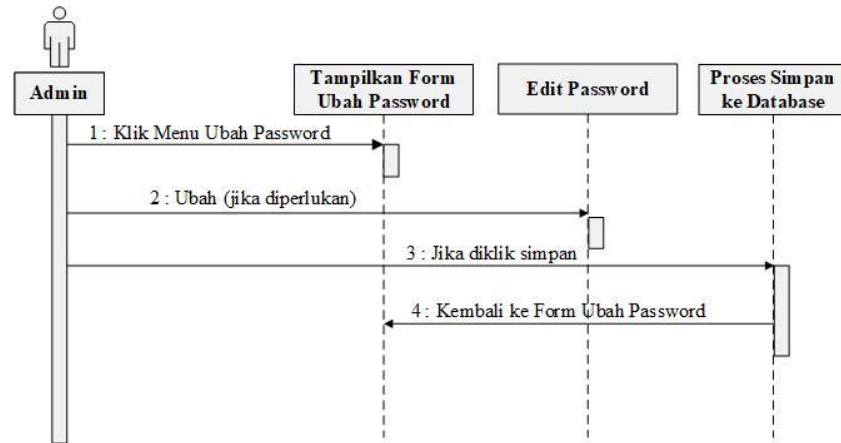 Admin
Tampilkan Form
Ubah Password
Edit Password
Proses Simpan
ke Database
1 : Klik Menu Ubah Password
2 : Ubah (jika diperlukan)
3 : Jika diklik simpan
4 : Kembali ke Form Ubah Password